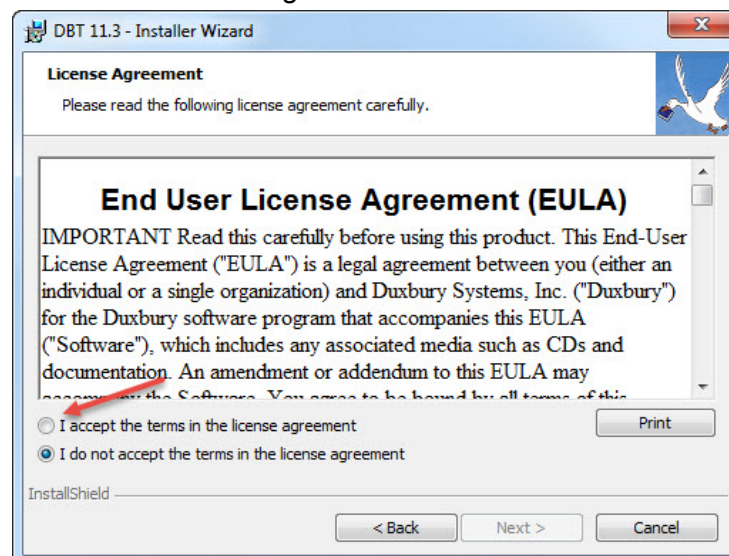 DBT 11.3 - Installer Wizard
License Agreement
Please read the following license agreement carefully.
End User License Agreement (EULA)
IMPORTANT Read this carefully before using this product. This End-User
License Agreement ("EULA") is a legal agreement between you (either an
individual or a single organization) and Duxbury Systems, Inc. ("Duxbury")
for the Duxbury software program that accompanies this EULA
("Software"), which includes any associated media such as CDs and
documentation. An amendment or addendum to this EULA may
accompany the Software. You agree to be bound by all terms of this
I accept the terms in the license agreement
Print
I do not accept the terms in the license agreement
InstallShield
< Back Next > Cancel